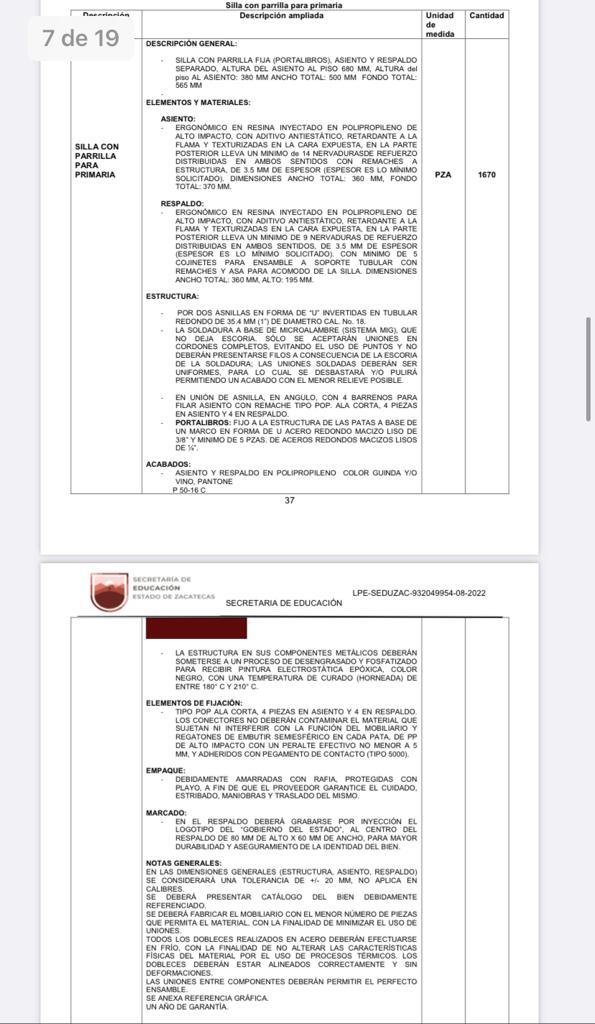 Silla con parrilla para primaria
Descripción
Descripción ampliada
Unidad
de
medida
Cantidad
7 de 19
SILLA CON
PARRILLA
PARA
PRIMARIA
DESCRIPCIÓN GENERAL:
- SILLA CON PARRILLA FIJA (PORTALIBROS), ASIENTO Y RESPALDO
SEPARADO, ALTURA DEL ASIENTO AL PISO 680 MM, ALTURA del
piso AL ASIENTO: 380 MM ANCHO TOTAL: 500 MM FONDO TOTAL:
565 MM
-
ELEMENTOS Y MATERIALES:
ASIENTO:
- ERGONÓMICO EN RESINA INYECTADO EN POLIPROPILENO DE
ALTO IMPACTO, CON ADITIVO ANTIESTÁTICO, RETARDANTE A LA
FLAMA Y TEXTURIZADAS EN LA CARA EXPUESTA, EN LA PARTE
POSTERIOR LLEVA UN MINIMO de 14 NERVADURASDE REFUERZO
DISTRIBUIDAS EN AMBOS SENTIDOS CON REMACHES A
ESTRUCTURA, DE 3.5 MM DE ESPESOR (ESPESOR ES LO MÍNIMO
SOLICITADO). DIMENSIONES ANCHO TOTAL: 360 MM, FONDO
TOTAL: 370 MM.
PZA
1670
RESPALDO:
- ERGONÓMICO EN RESINA INYECTADO EN POLIPROPILENO DE
ALTO IMPACTO, CON ADITIVO ANTIESTÁTICO, RETARDANTE A LA
FLAMA Y TEXTURIZADAS EN LA CARA EXPUESTA, EN LA PARTE
POSTERIOR LLEVA UN MINIMO DE 9 NERVADURAS DE REFUERZO
DISTRIBUIDAS EN AMBOS SENTIDOS, DE 3.5 MM DE ESPESOR
(ESPESOR ES LO MÍNIMO SOLICITADO). CON MINIMO DE 5
COJINETES PARA ENSAMBLE A SOPORTE TUBULAR CON
REMACHES Y ASA PARA ACOMODO DE LA SILLA. DIMENSIONES
ANCHO TOTAL: 360 MM, ALTO: 195 MM.
ESTRUCTURA:
- POR DOS ASNILLAS EN FORMA DE "U" INVERTIDAS EN TUBULAR
REDONDO DE 35.4 MM (1") DE DIAMETRO CAL. No. 18.
- LA SOLDADURA A BASE DE MICROALAMBRE (SISTEMA MIG), QUE
NO DEJA ESCORIA. SÓLO SE ACEPTARÁN UNIONES EN
CORDONES COMPLETOS, EVITANDO EL USO DE PUNTOS Y NO
DEBERÁN PRESENTARSE FILOS A CONSECUENCIA DE LA ESCORIA
DE LA SOLDADURA; LAS UNIONES SOLDADAS DEBERÁN SER
UNIFORMES, PARA LO CUAL SE DESBASTARÁ Y/O PULIRÁ
PERMITIENDO UN ACABADO CON EL MENOR RELIEVE POSIBLE.
- EN UNIÓN DE ASNILLA, EN ANGULO, CON 4 BARRENOS PARA
FILAR ASIENTO CON REMACHE TIPO POP. ALA CORTA, 4 PIEZAS
EN ASIENTO Y 4 EN RESPALDO.
- PORTALIBROS: FIJO A LA ESTRUCTURA DE LAS PATAS A BASE DE
UN MARCO EN FORMA DE U ACERO REDONDO MACIZO LISO DE
3/8" Y MINIMO DE 5 PZAS. DE ACEROS REDONDOS MACIZOS LISOS
DE ¼".
ACABADOS:
- ASIENTO Y RESPALDO EN POLIPROPILENO COLOR GUINDA Y/O
VINO, PANTONE
P 50-16 C
37
SECRETARÍA DE
EDUCACIÓN
ESTADO DE ZACATECAS
SECRETARIA DE EDUCACIÓN
LPE-SEDUZAC-932049954-08-2022
- LA ESTRUCTURA EN SUS COMPONENTES METÁLICOS DEBERÁN
SOMETERSE A UN PROCESO DE DESENGRASADO Y FOSFATIZADO
PARA RECIBIR PINTURA ELECTROSTÁTICA EPÓXICA, COLOR
NEGRO, CON UNA TEMPERATURA DE CURADO (HORNEADA) DE
ENTRE 180° C Y 210° C.
ELEMENTOS DE FIJACIÓN:
- TIPO POP ALA CORTA, 4 PIEZAS EN ASIENTO Y 4 EN RESPALDO.
LOS CONECTORES NO DEBERÁN CONTAMINAR EL MATERIAL QUE
SUJETAN NI INTERFERIR CON LA FUNCIÓN DEL MOBILIARIO Y
REGATONES DE EMBUTIR SEMIESFÉRICO EN CADA PATA, DE PP
DE ALTO IMPACTO CON UN PERALTE EFECTIVO NO MENOR A 5
MM, Y ADHERIDOS CON PEGAMENTO DE CONTACTO (TIPO 5000).
EMPAQUE:
- DEBIDAMENTE AMARRADAS CON RAFIA, PROTEGIDAS CON
PLAYO, A FIN DE QUE EL PROVEEDOR GARANTICE EL CUIDADO,
ESTRIBADO, MANIOBRAS Y TRASLADO DEL MISMO.
MARCADO:
- EN EL RESPALDO DEBERÁ GRABARSE POR INYECCIÓN EL
LOGOTIPO DEL "GOBIERNO DEL ESTADO", AL CENTRO DEL
RESPALDO DE 80 MM DE ALTO X 60 MM DE ANCHO, PARA MAYOR
DURABILIDAD Y ASEGURAMIENTO DE LA IDENTIDAD DEL BIEN.
NOTAS GENERALES:
EN LAS DIMENSIONES GENERALES (ESTRUCTURA, ASIENTO, RESPALDO)
SE CONSIDERARÁ UNA TOLERANCIA DE +/- 20 MM, NO APLICA EN
CALIBRES.
SE DEBERÁ PRESENTAR CATÁLOGO DEL BIEN DEBIDAMENTE
REFERENCIADO.
SE DEBERÁ FABRICAR EL MOBILIARIO CON EL MENOR NÚMERO DE PIEZAS
QUE PERMITA EL MATERIAL, CON LA FINALIDAD DE MINIMIZAR EL USO DE
UNIONES.
TODOS LOS DOBLECES REALIZADOS EN ACERO DEBERÁN EFECTUARSE
EN FRÍO, CON LA FINALIDAD DE NO ALTERAR LAS CARACTERÍSTICAS
FÍSICAS DEL MATERIAL POR EL USO DE PROCESOS TÉRMICOS. LOS
DOBLECES DEBERÁN ESTAR ALINEADOS CORRECTAMENTE Y SIN
DEFORMACIONES.
LAS UNIONES ENTRE COMPONENTES DEBERÁN PERMITIR EL PERFECTO
ENSAMBLE.
SE ANEXA REFERENCIA GRÁFICA.
UN AÑO DE GARANTÍA.